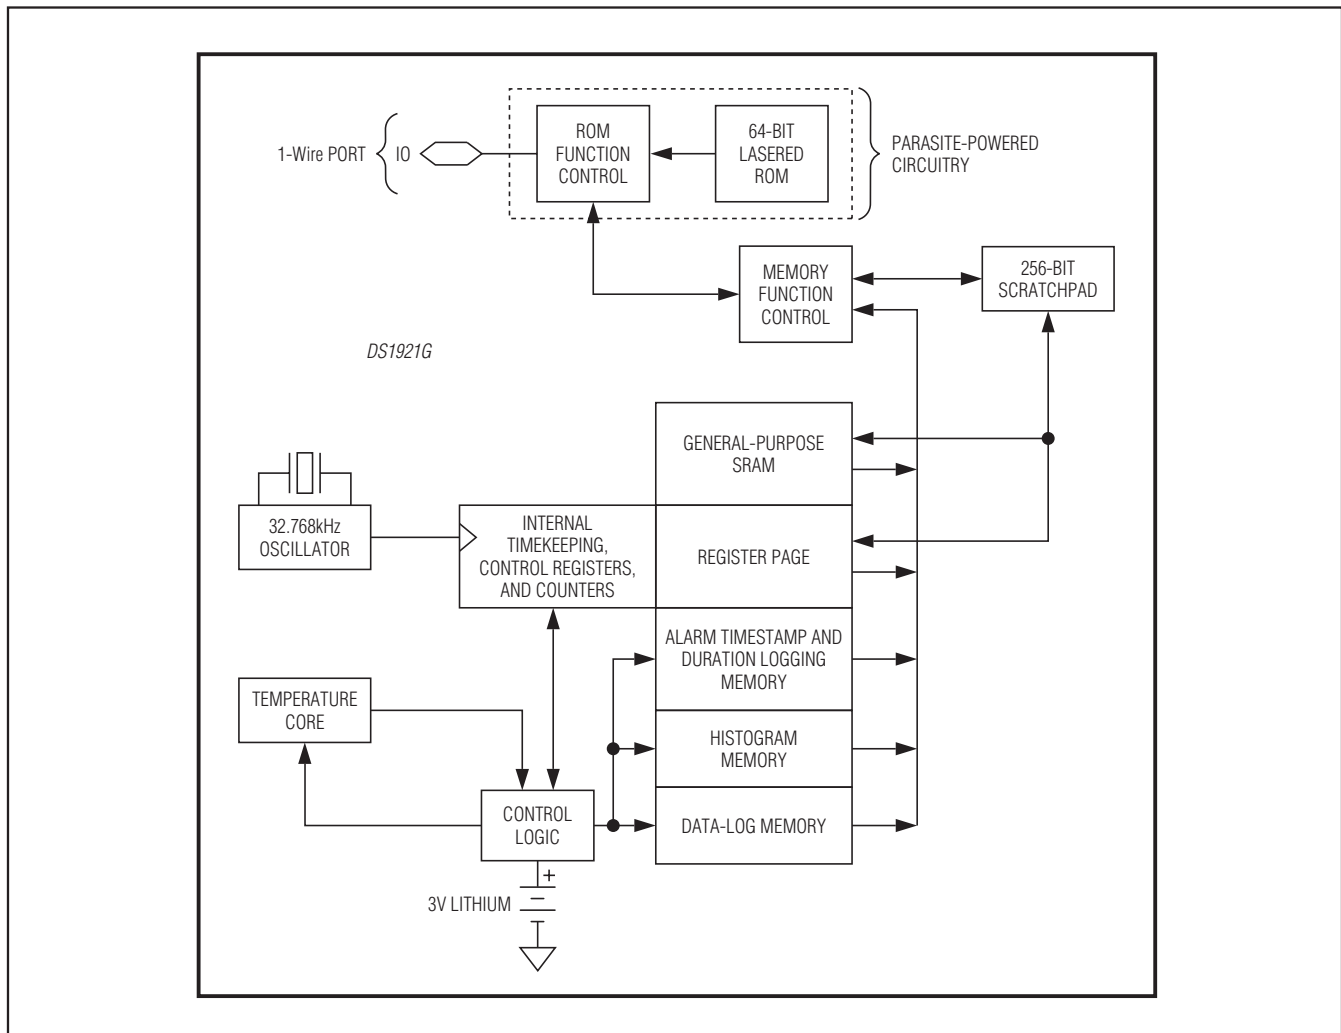 1-Wire PORT
IO
ROM
FUNCTION
CONTROL
64-BIT
LASERED
ROM
PARASITE-POWERED
CIRCUITRY
MEMORY
FUNCTION
CONTROL
256-BIT
SCRATCHPAD
DS1921G
GENERAL-PURPOSE
SRAM
32.768kHz
OSCILLATOR
INTERNAL
TIMEKEEPING,
CONTROL REGISTERS,
AND COUNTERS
REGISTER PAGE
ALARM TIMESTAMP AND
DURATION LOGGING
MEMORY
TEMPERATURE
CORE
HISTOGRAM
MEMORY
CONTROL
LOGIC
DATA-LOG MEMORY
3V LITHIUM
+